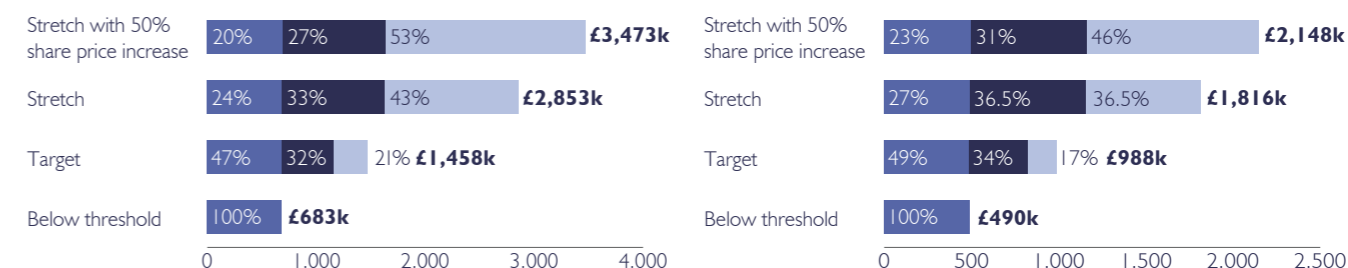 Stretch with 50%
share price increase
20% 27% 53% £3,473k
Stretch
24% 33% 43% £2,853k
Target
47% 32% 21% £1,458k
Below threshold
100% £683k
0 1.000 2.000 3.000 4.000
Stretch with 50%
share price increase
23% 31% 46% £2,148k
Stretch
27% 36.5% 36.5% £1,816k
Target
49% 34% 17% £988k
Below threshold
100% £490k
0 500 1.000 1.500 2.000 2.500